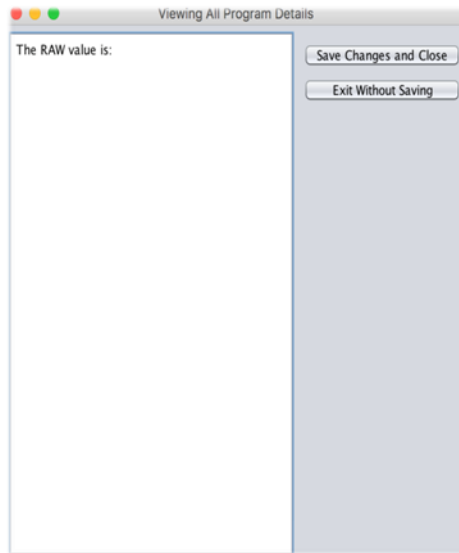 Viewing All Program Details
The RAW value is:
Save Changes and Close
Exit Without Saving